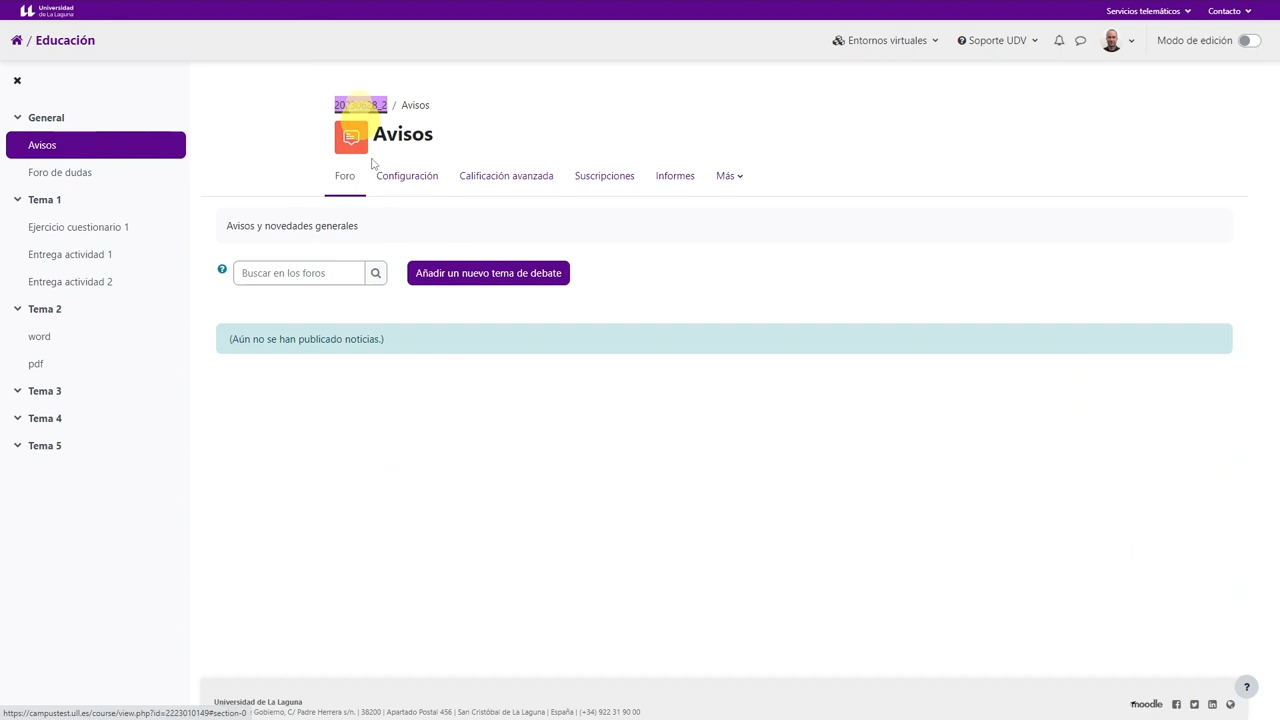 Universidad
de La Laguna
Servicios telemáticos
Contacto
/ Educación
Entornos virtuales
Soporte UDV
Modo de edición
General
Avisos
Foro de dudas
Tema 1
Ejercicio cuestionario 1
Entrega actividad 1
Entrega actividad 2
Tema 2
word
pdf
Tema 3
Tema 4
Tema 5
/ Avisos
Avisos
Foro
Configuración
Calificación avanzada
Suscripciones
Informes
Más
Avisos y novedades generales
Buscar en los foros
Añadir un nuevo tema de debate
(Aún no se han publicado noticias.)
Universidad de La Laguna
Gobierno, C/ Padre Herrera s/n. | 38200 | Apartado Postal 456 | San Cristóbal de La Laguna | España | (+34) 922 31 90 00
moodle
?
https://campustest.ull.es/course/view.php?id=2223010149#section-0